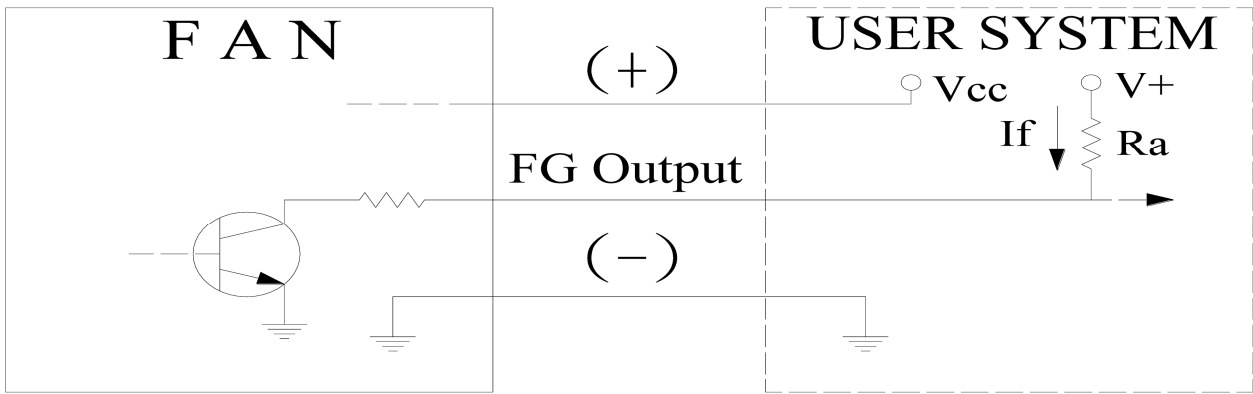 F A N
USER SYSTEM
(+)
Vcc
V+
If
Ra
FG Output
(−)